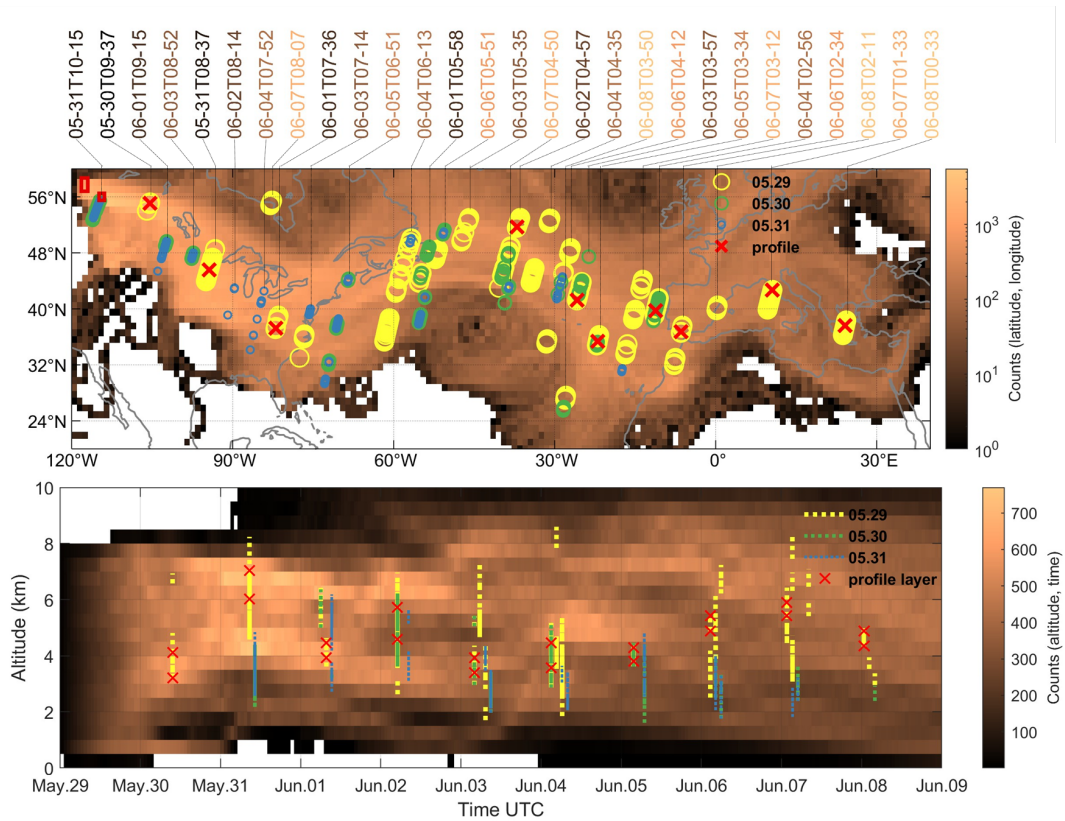 05-31T10-15
05-30T09-37
06-01T09-15
06-03T08-52
05-31T08-37
06-02T08-14
06-04T07-52
06-07T08-07
06-01T07-36
06-03T07-14
06-05T06-51
06-04T06-13
06-01T05-58
06-06T05-51
06-03T05-35
06-07T04-50
06-02T04-57
06-04T04-35
06-08T03-50
06-06T04-12
06-03T03-57
06-05T03-34
06-07T03-12
06-04T02-56
06-06T02-34
06-08T02-11
06-07T01-33
06-08T00-33
56°N
48°N
40°N
32°N
24°N
120°W
90°W
60°W
30°W
0°
30°E
05.29
05.30
05.31
profile
10³
10²
10¹
10⁰
Counts (latitude, longitude)
10
8
6
4
2
0
Altitude (km)
May.29
May.30
May.31
Jun.01
Jun.02
Jun.03
Jun.04
Jun.05
Jun.06
Jun.07
Jun.08
Jun.09
Time UTC
05.29
05.30
05.31
profile layer
700
600
500
400
300
200
100
Counts (altitude, time)